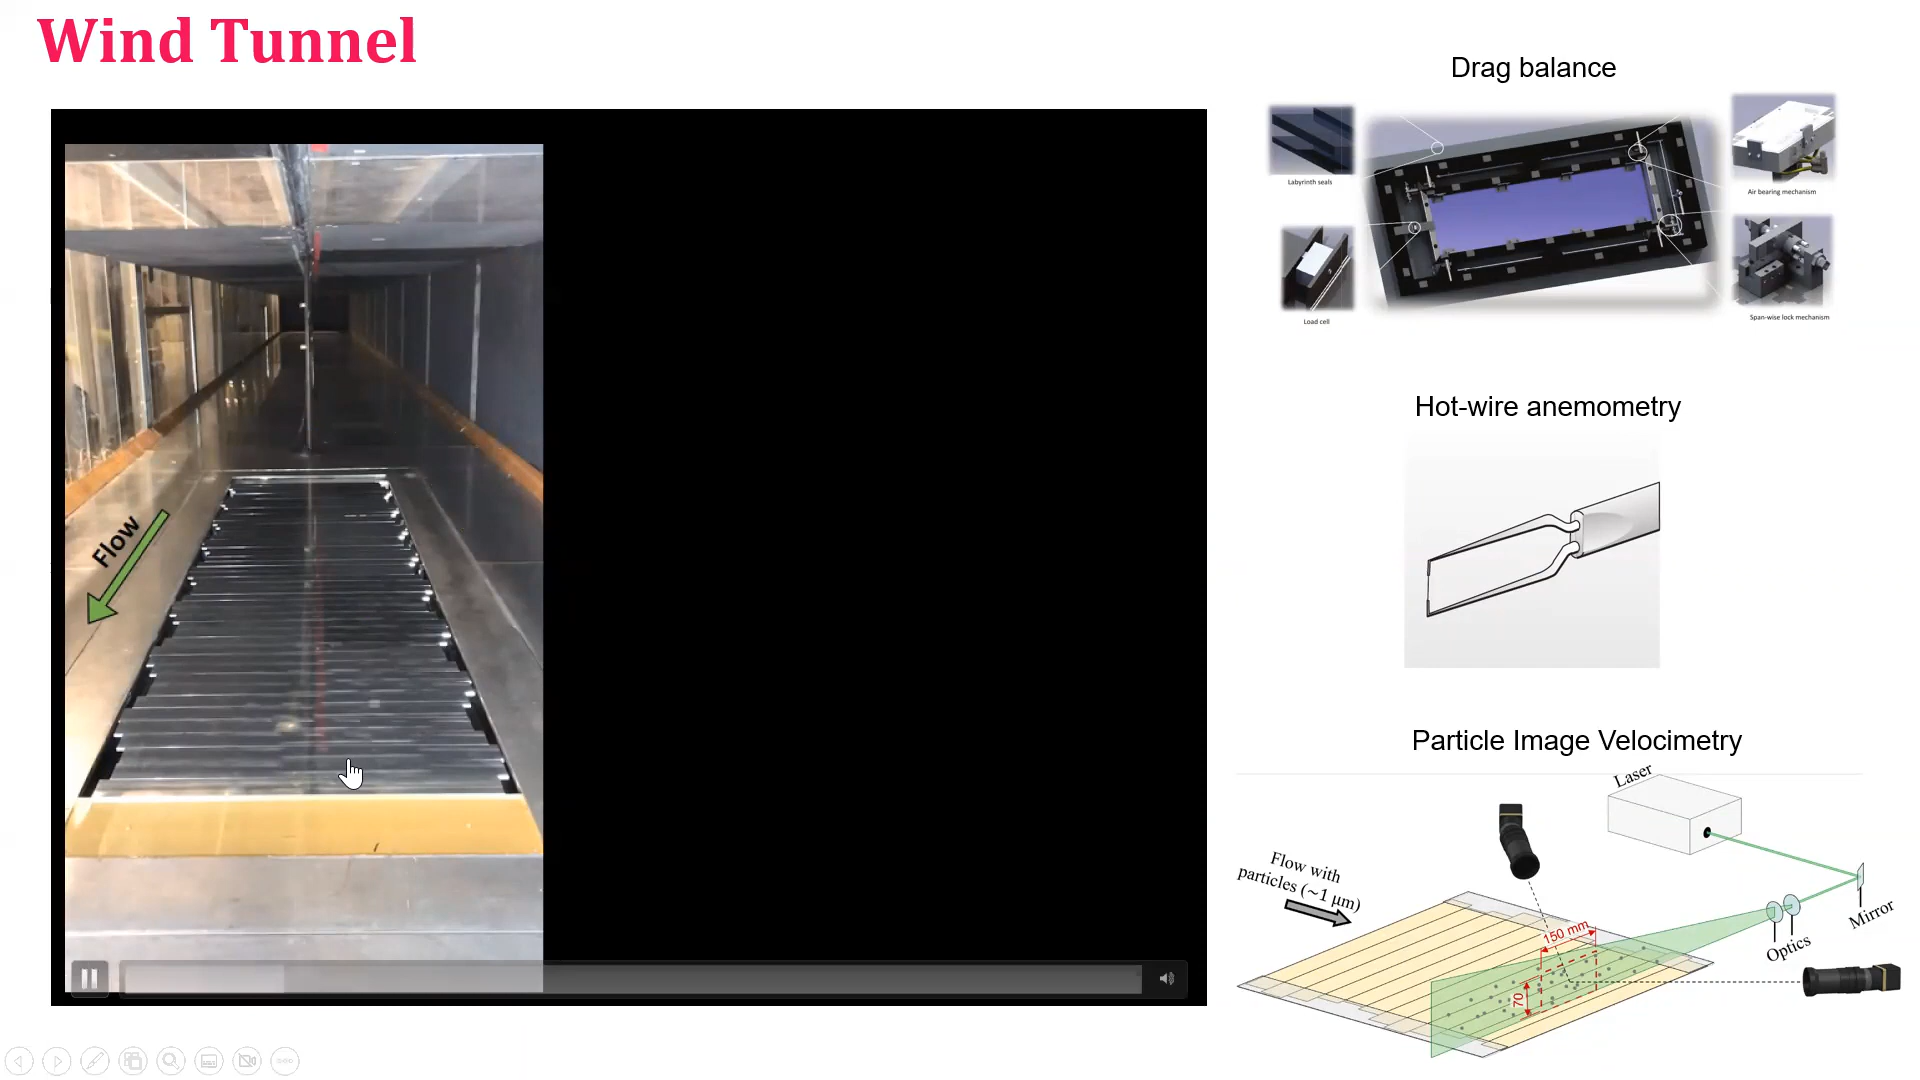 Wind Tunnel
Flow
Drag balance
Labyrinth seals
Air bearing mechanism
Load cell
Span-wise lock mechanism
Hot-wire anemometry
Particle Image Velocimetry
Laser
Flow with
particles (~1 μm)
150 mm
70
Optics
Mirror